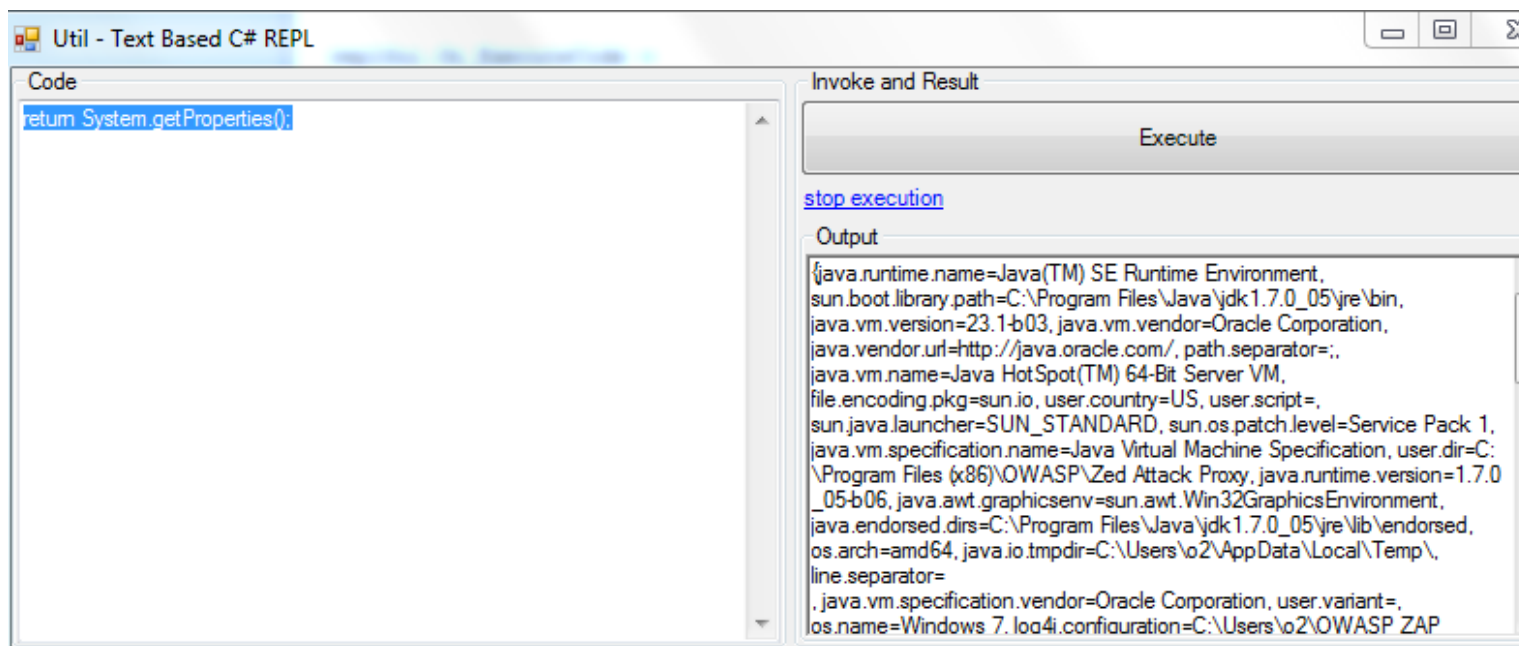 Util - Text Based C# REPL
Code
return System.getProperties();
Invoke and Result
Execute
stop execution
Output
{java.runtime.name=Java(TM) SE Runtime Environment,
sun.boot.library.path=C:\Program Files\Java\jdk1.7.0_05\jre\bin,
java.vm.version=23.1-b03, java.vm.vendor=Oracle Corporation,
java.vendor.url=http://java.oracle.com/, path.separator=;,
java.vm.name=Java HotSpot(TM) 64-Bit Server VM,
file.encoding.pkg=sun.io, user.country=US, user.script=,
sun.java.launcher=SUN_STANDARD, sun.os.patch.level=Service Pack 1,
java.vm.specification.name=Java Virtual Machine Specification, user.dir=C:
\Program Files (x86)\OWASP\Zed Attack Proxy, java.runtime.version=1.7.0
_05-b06, java.awt.graphicsenv=sun.awt.Win32GraphicsEnvironment,
java.endorsed.dirs=C:\Program Files\Java\jdk1.7.0_05\jre\lib\endorsed,
os.arch=amd64, java.io.tmpdir=C:\Users\o2\AppData\Local\Temp\,
line.separator=
, java.vm.specification.vendor=Oracle Corporation, user.variant=,
os.name=Windows 7, log4j.configuration=C:\Users\o2\OWASP ZAP